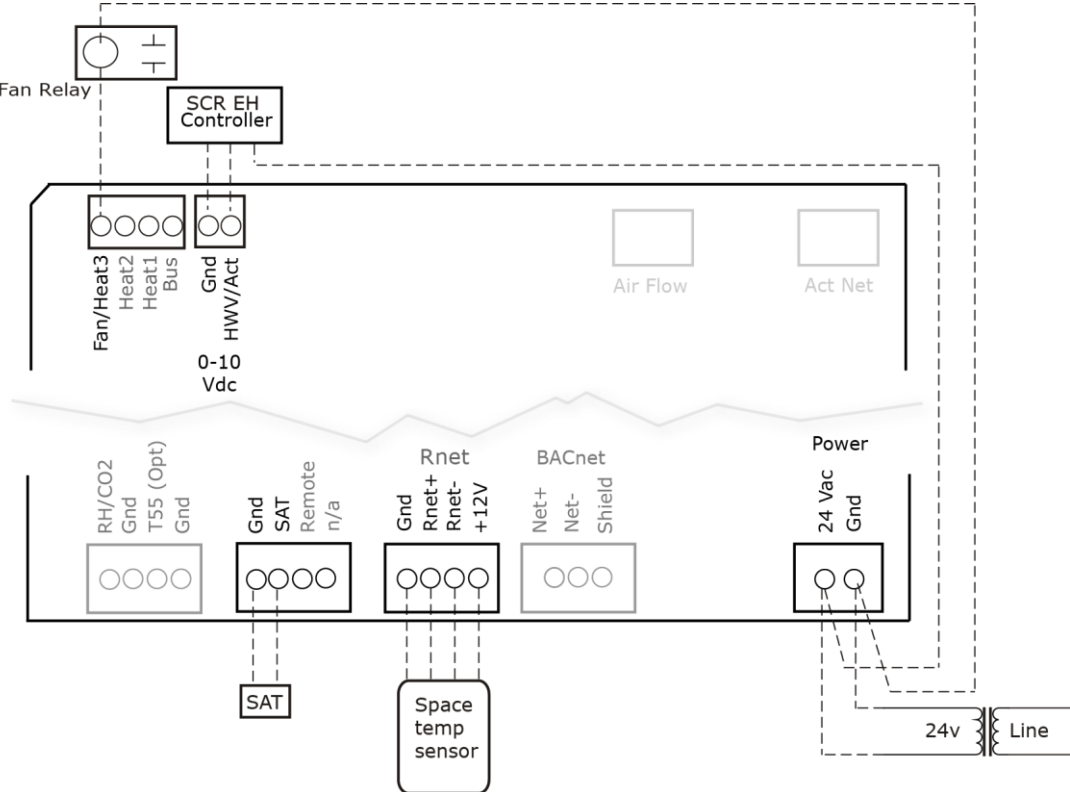 Fan Relay
SCR EH
Controller
Fan/Heat3
Heat2
Heat1
Bus
Gnd
HWV/Act
0-10
Vdc
Air Flow
Act Net
RH/CO2
Gnd
T55 (Opt)
Gnd
Gnd
SAT
Remote
n/a
Rnet
Gnd
Rnet+
Rnet-
+12V
BACnet
Net+
Net-
Shield
Power
24 Vac
Gnd
SAT
Space
temp
sensor
24v
Line